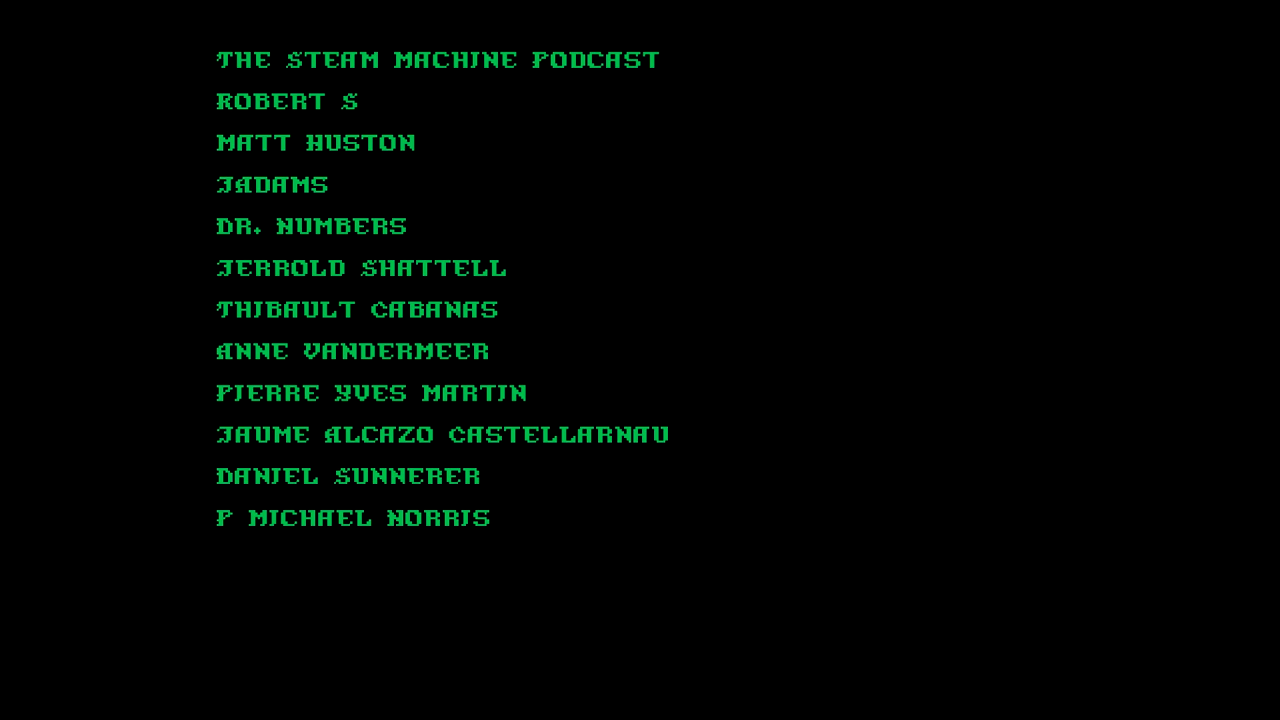 THE STEAM MACHINE PODCAST
ROBERT S
MATT HUSTON
JADAMS
DR. NUMBERS
JERROLD SHATTELL
THIBAULT CABANAS
ANNE VANDERMEER
PIERRE YVES MARTIN
JAUME ALCAZO CASTELLARNAU
DANIEL SUNNERER
P MICHAEL NORRIS